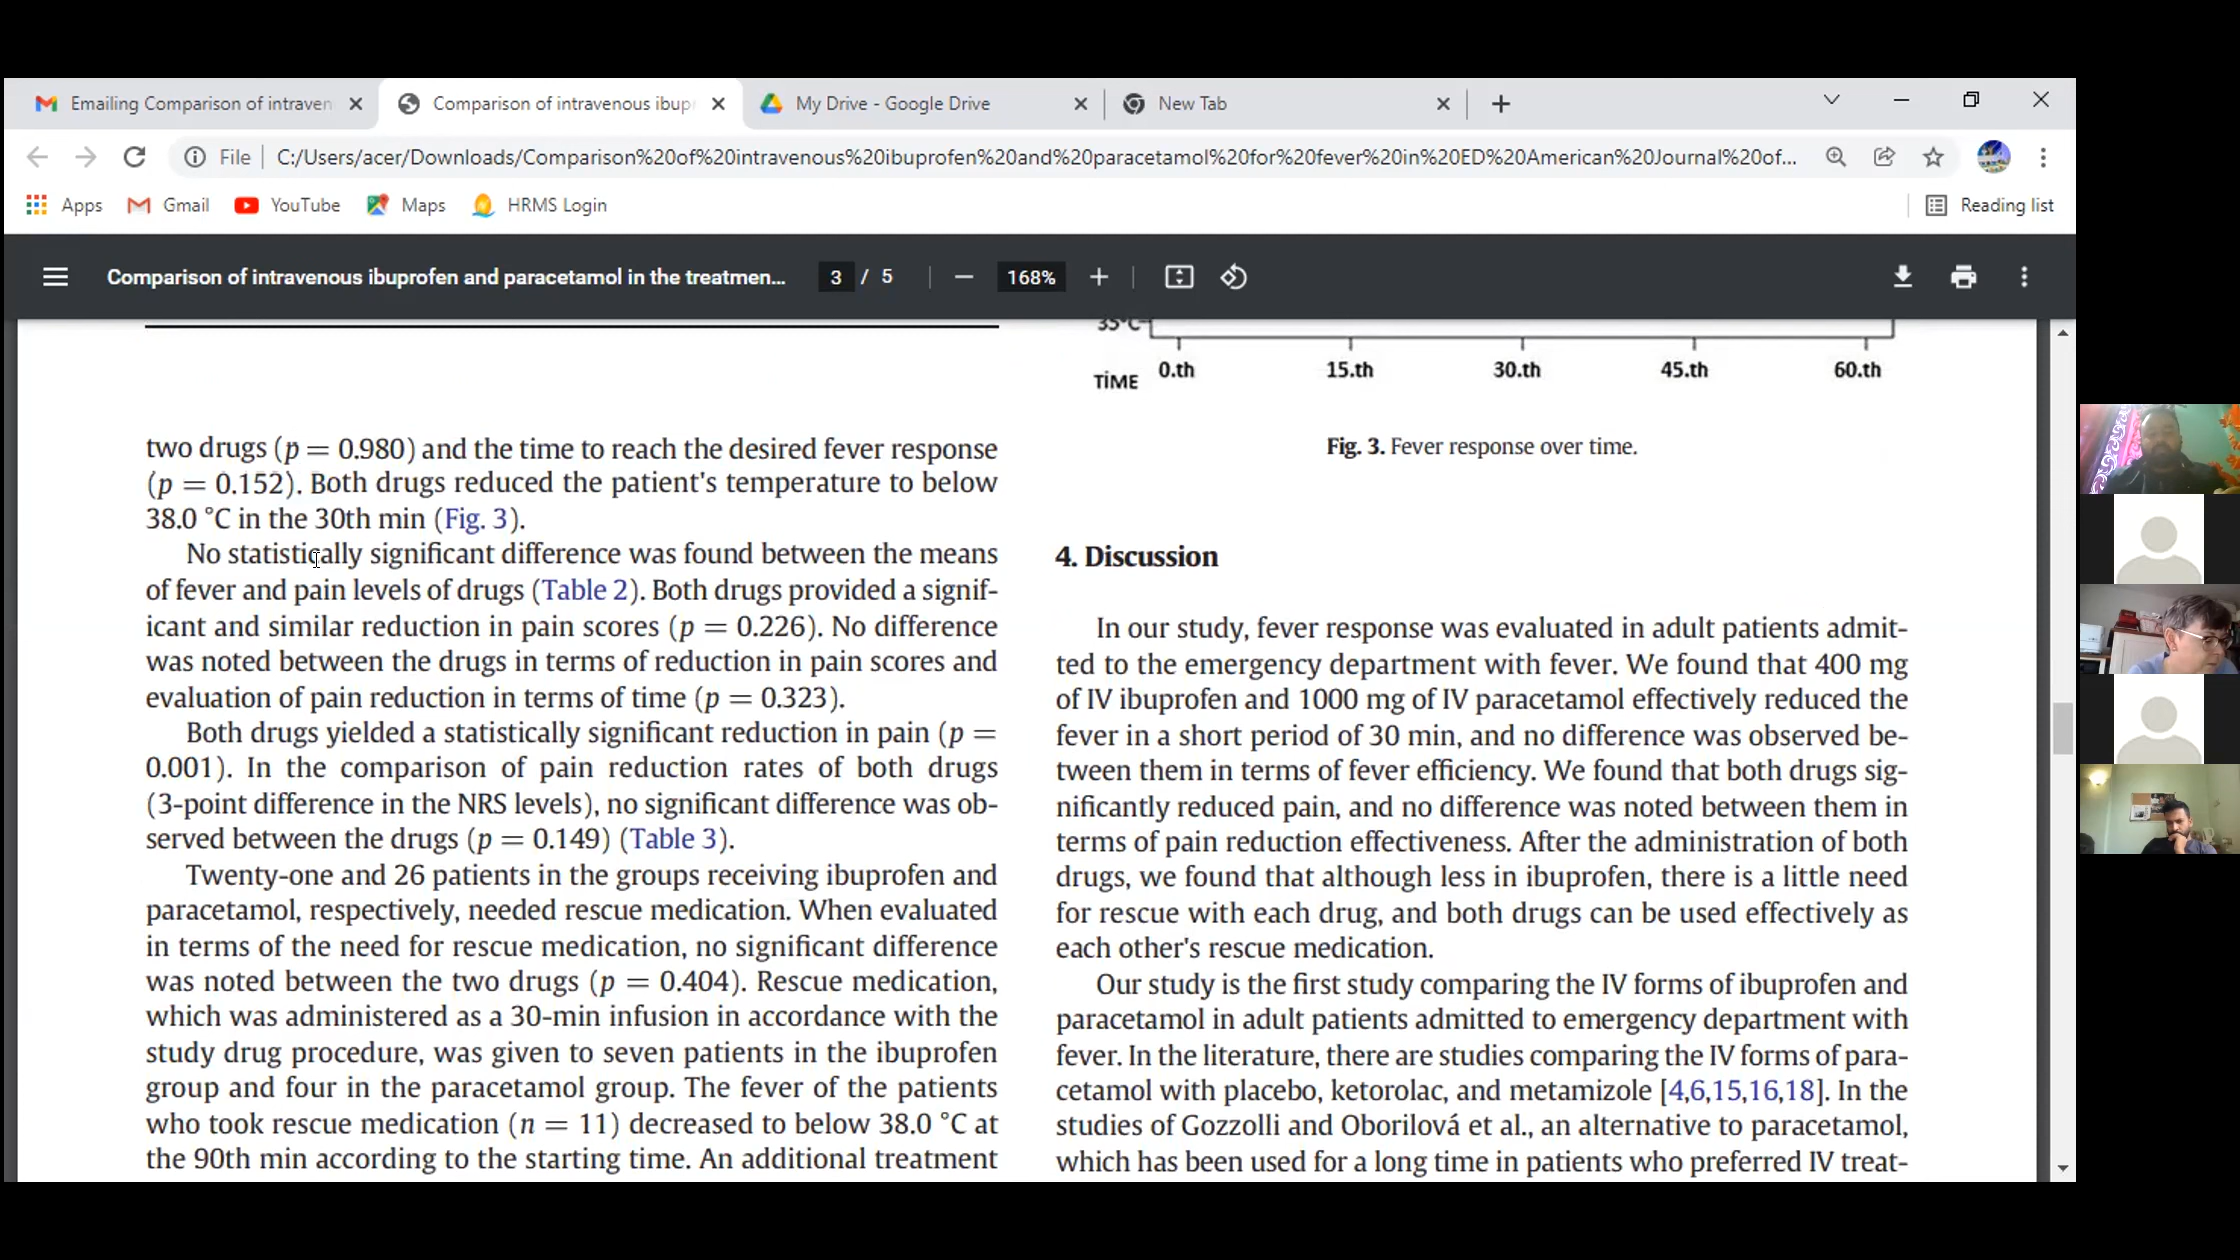 Emailing Comparison of intraven
Comparison of intravenous ibup
My Drive - Google Drive
New Tab
File
C:/Users/acer/Downloads/Comparison%20of%20intravenous%20ibuprofen%20and%20paracetamol%20for%20fever%20in%20ED%20American%20Journal%20of...
Apps
Gmail
YouTube
Maps
HRMS Login
Reading list
Comparison of intravenous ibuprofen and paracetamol in the treatmen...
3 / 5
168%
two drugs (p = 0.980) and the time to reach the desired fever response
(p = 0.152). Both drugs reduced the patient's temperature to below
38.0 °C in the 30th min (Fig. 3).
No statistically significant difference was found between the means
of fever and pain levels of drugs (Table 2). Both drugs provided a signif-
icant and similar reduction in pain scores (p = 0.226). No difference
was noted between the drugs in terms of reduction in pain scores and
evaluation of pain reduction in terms of time (p = 0.323).
Both drugs yielded a statistically significant reduction in pain (p =
0.001). In the comparison of pain reduction rates of both drugs
(3-point difference in the NRS levels), no significant difference was ob-
served between the drugs (p = 0.149) (Table 3).
Twenty-one and 26 patients in the groups receiving ibuprofen and
paracetamol, respectively, needed rescue medication. When evaluated
in terms of the need for rescue medication, no significant difference
was noted between the two drugs (p = 0.404). Rescue medication,
which was administered as a 30-min infusion in accordance with the
study drug procedure, was given to seven patients in the ibuprofen
group and four in the paracetamol group. The fever of the patients
who took rescue medication (n = 11) decreased to below 38.0 °C at
the 90th min according to the starting time. An additional treatment
35°C
TİME 0.th 15.th 30.th 45.th 60.th
Fig. 3. Fever response over time.
4. Discussion
In our study, fever response was evaluated in adult patients admit-
ted to the emergency department with fever. We found that 400 mg
of IV ibuprofen and 1000 mg of IV paracetamol effectively reduced the
fever in a short period of 30 min, and no difference was observed be-
tween them in terms of fever efficiency. We found that both drugs sig-
nificantly reduced pain, and no difference was noted between them in
terms of pain reduction effectiveness. After the administration of both
drugs, we found that although less in ibuprofen, there is a little need
for rescue with each drug, and both drugs can be used effectively as
each other's rescue medication.
Our study is the first study comparing the IV forms of ibuprofen and
paracetamol in adult patients admitted to emergency department with
fever. In the literature, there are studies comparing the IV forms of para-
cetamol with placebo, ketorolac, and metamizole [4,6,15,16,18]. In the
studies of Gozzolli and Oborilová et al., an alternative to paracetamol,
which has been used for a long time in patients who preferred IV treat-